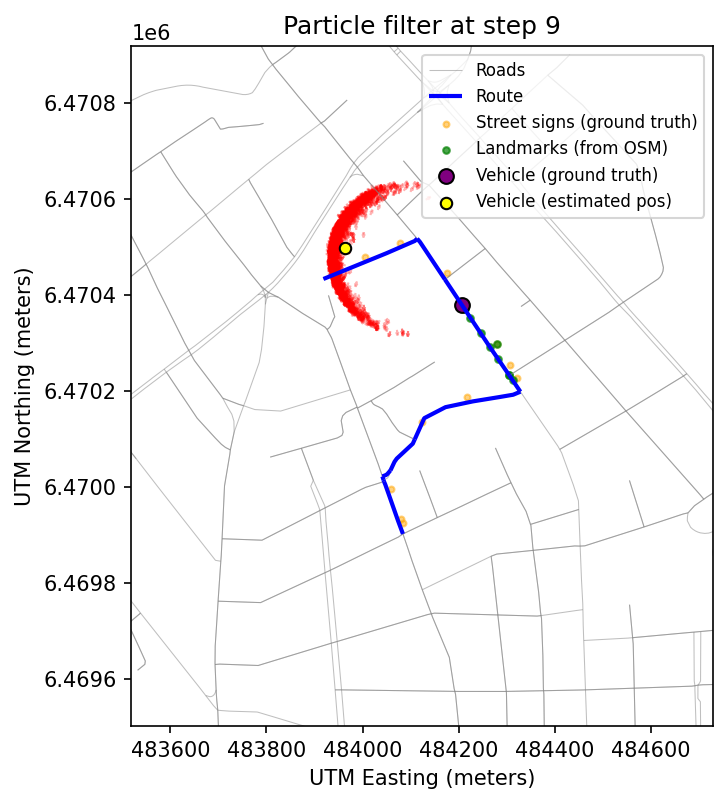 Particle filter at step 9
1e6
Roads
Route
Street signs (ground truth)
Landmarks (from OSM)
Vehicle (ground truth)
Vehicle (estimated pos)
6.4708
6.4706
6.4704
6.4702
6.4700
6.4698
6.4696
UTM Northing (meters)
483600 483800 484000 484200 484400 484600
UTM Easting (meters)